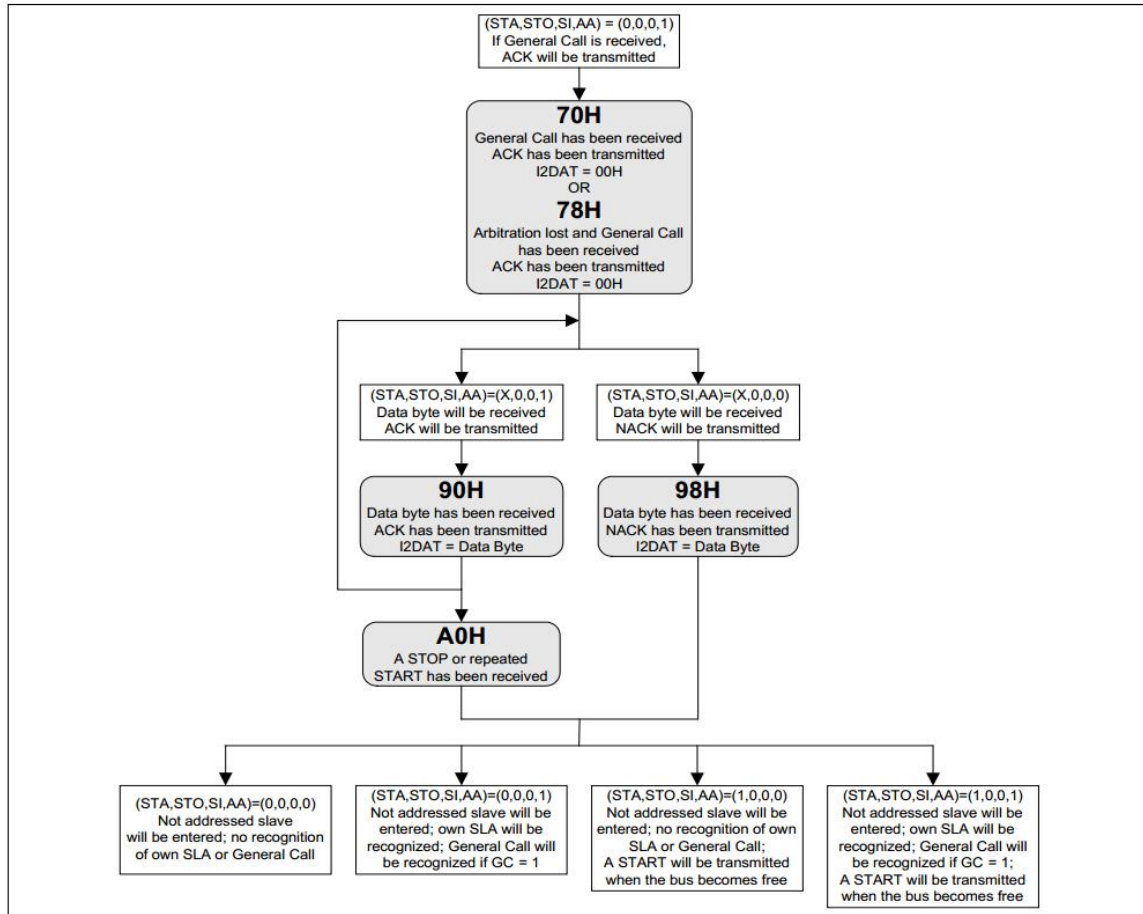 (STA,STO,SI,AA) = (0,0,0,1)
If General Call is received,
ACK will be transmitted
70H
General Call has been received
ACK has been transmitted
I2DAT = 00H
OR
78H
Arbitration lost and General Call
has been received
ACK has been transmitted
I2DAT = 00H
(STA,STO,SI,AA)=(X,0,0,1)
Data byte will be received
ACK will be transmitted
(STA,STO,SI,AA)=(X,0,0,0)
Data byte will be received
NACK will be transmitted
90H
Data byte has been received
ACK has been transmitted
I2DAT = Data Byte
98H
Data byte has been received
NACK has been transmitted
I2DAT = Data Byte
A0H
A STOP or repeated
START has been received
(STA,STO,SI,AA)=(0,0,0,0)
Not addressed slave
will be entered; no recognition
of own SLA or General Call
(STA,STO,SI,AA)=(0,0,0,1)
Not addressed slave will be
entered; own SLA will be
recognized; General Call will
be recognized if GC = 1
(STA,STO,SI,AA)=(1,0,0,0)
Not addressed slave will be
entered; no recognition of own
SLA or General Call;
A START will be transmitted
when the bus becomes free
(STA,STO,SI,AA)=(1,0,0,1)
Not addressed slave will be
entered; own SLA will be
recognized; General Call will
be recognized if GC = 1;
A START will be transmitted
when the bus becomes free